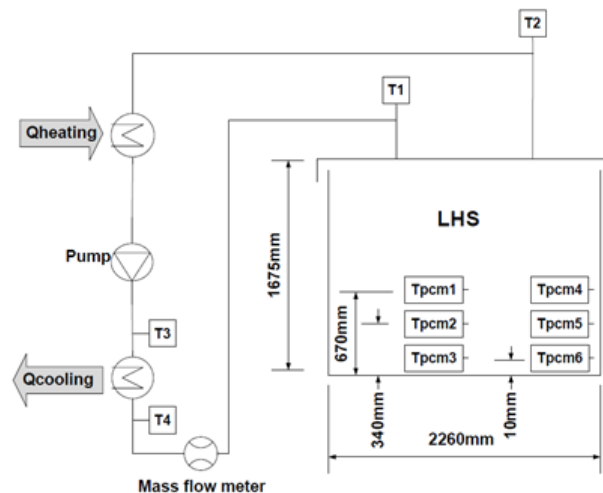 T2
T1
Qheating
LHS
1675mm
Pump
Tpcm1
Tpcm4
670mm
Tpcm2
Tpcm5
T3
Tpcm3
Tpcm6
Qcooling
340mm
10mm
T4
2260mm
Mass flow meter